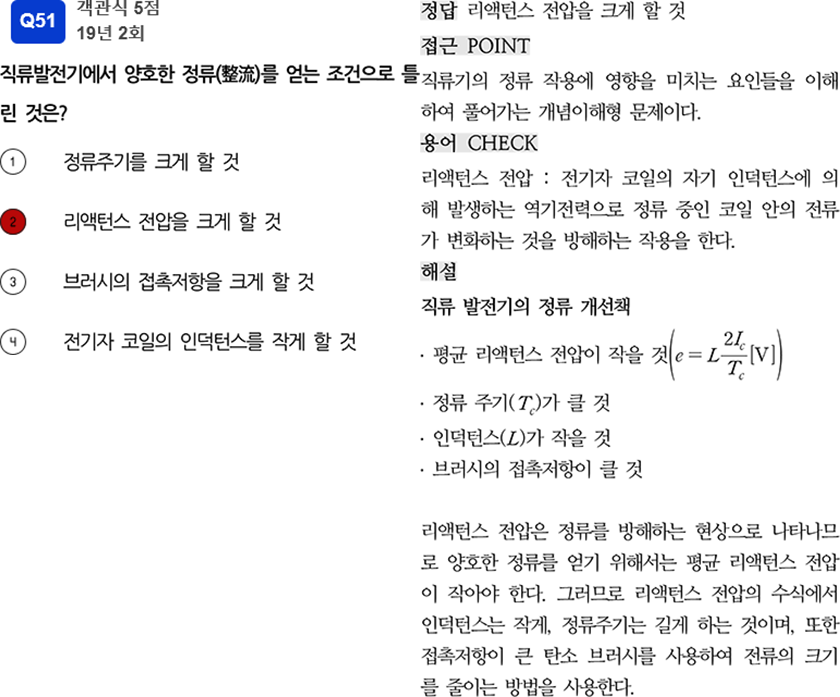 Q51
객관식 5점
19년 2회
직류발전기에서 양호한 정류(整流)를 얻는 조건으로 틀
린 것은?
1 정류주기를 크게 할 것
2 리액턴스 전압을 크게 할 것
3 브러시의 접촉저항을 크게 할 것
4 전기자 코일의 인덕턴스를 작게 할 것
정답 리액턴스 전압을 크게 할 것
접근 POINT
직류기의 정류 작용에 영향을 미치는 요인들을 이해
하여 풀어가는 개념이해형 문제이다.
용어 CHECK
리액턴스 전압 : 전기자 코일의 자기 인덕턴스에 의
해 발생하는 역기전력으로 정류 중인 코일 안의 전류
가 변화하는 것을 방해하는 작용을 한다.
해설
직류 발전기의 정류 개선책
· 평균 리액턴스 전압이 작을 것(e = L 2I_c/T_c [V])
· 정류 주기(T_c)가 클 것
· 인덕턴스(L)가 작을 것
· 브러시의 접촉저항이 클 것
리액턴스 전압은 정류를 방해하는 현상으로 나타나므
로 양호한 정류를 얻기 위해서는 평균 리액턴스 전압
이 작아야 한다. 그러므로 리액턴스 전압의 수식에서
인덕턴스는 작게, 정류주기는 길게 하는 것이며, 또한
접촉저항이 큰 탄소 브러시를 사용하여 전류의 크기
를 줄이는 방법을 사용한다.